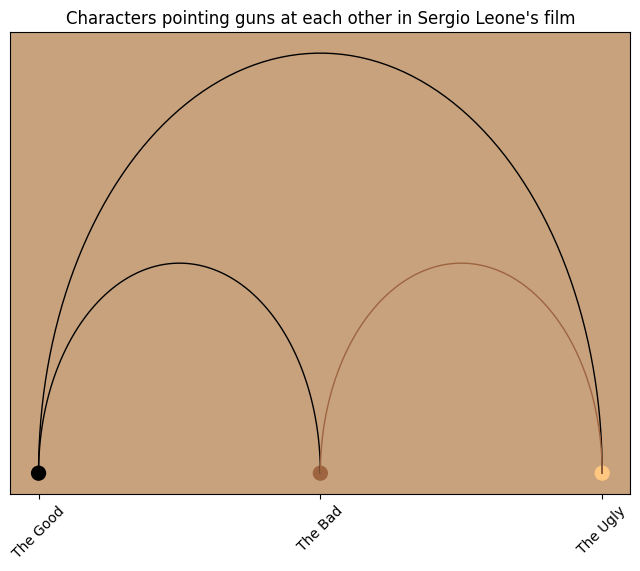 Characters pointing guns at each other in Sergio Leone's film
The Good
The Bad
The Ugly